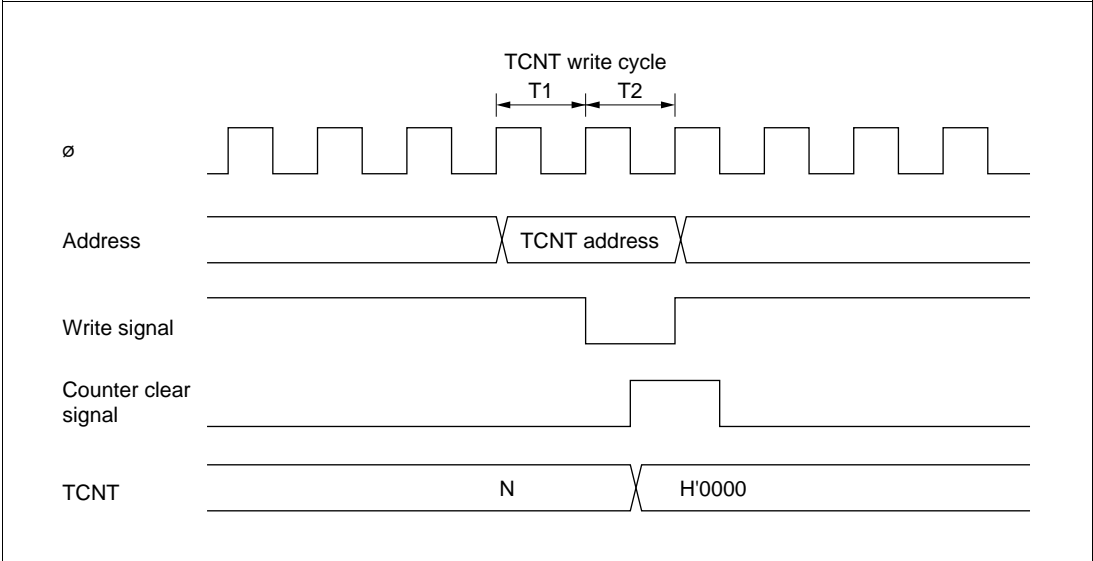 TCNT write cycle
T1 T2
ø
Address TCNT address
Write signal
Counter clear
signal
TCNT N H'0000